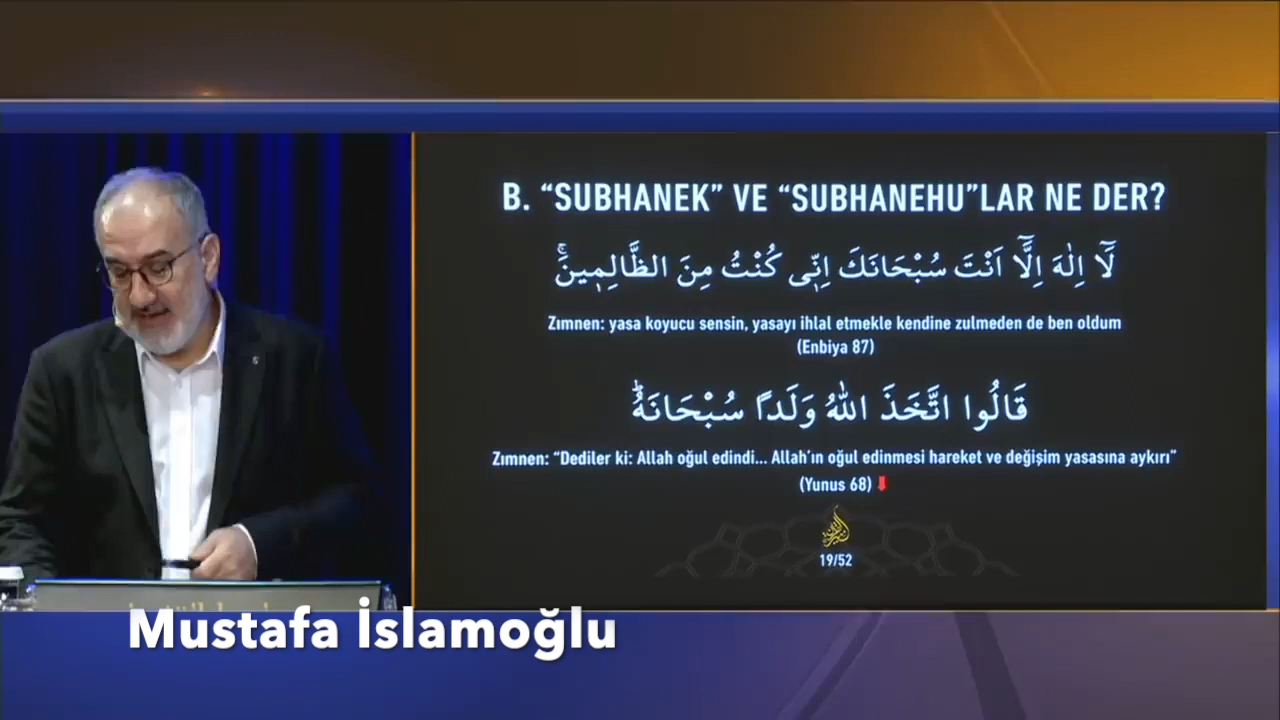 B. “SUBHANEK” VE “SUBHANEHU”LAR NE DER?
لَٓا اِلٰهَ اِلَّٓا اَنْتَ سُبْحَانَكَ اِنّ۪ي كُنْتُ مِنَ الظَّالِم۪ينَۚ
Zımnen: yasa koyucu sensin, yasayı ihlal etmekle kendine zulmeden de ben oldum
(Enbiya 87)
قَالُوا اتَّخَذَ اللّٰهُ وَلَدًا سُبْحَانَهُۜ
Zımnen: “Dediler ki: Allah oğul edindi... Allah’ın oğul edinmesi hareket ve değişim yasasına aykırı”
(Yunus 68)
19/52
Mustafa İslamoğlu